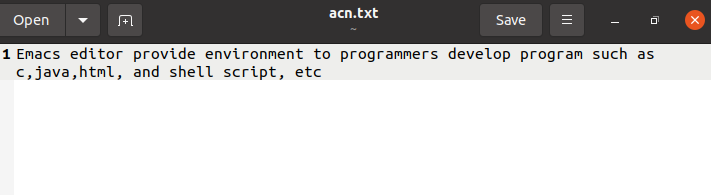 Open
acn.txt
~
Save
1 Emacs editor provide environment to programmers develop program such as
c,java,html, and shell script, etc